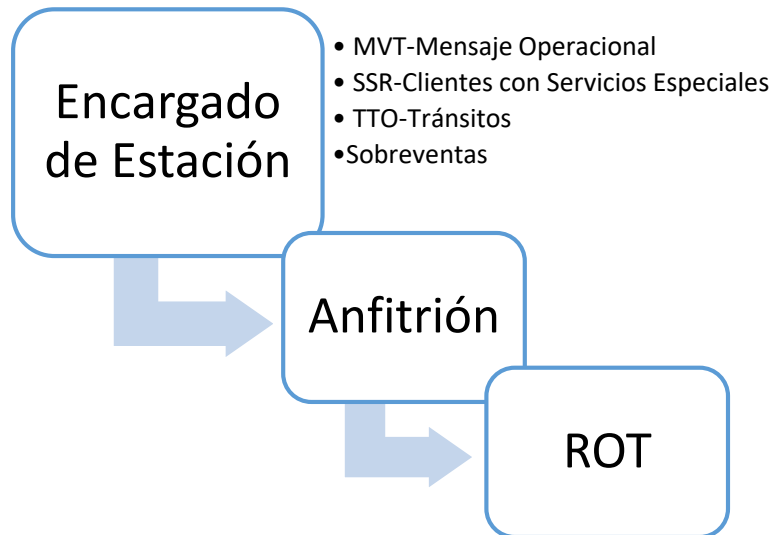 Encargado
de Estación
• MVT-Mensaje Operacional
• SSR-Clientes con Servicios Especiales
• TTO-Tránsitos
•Sobreventas
Anfitrión
ROT